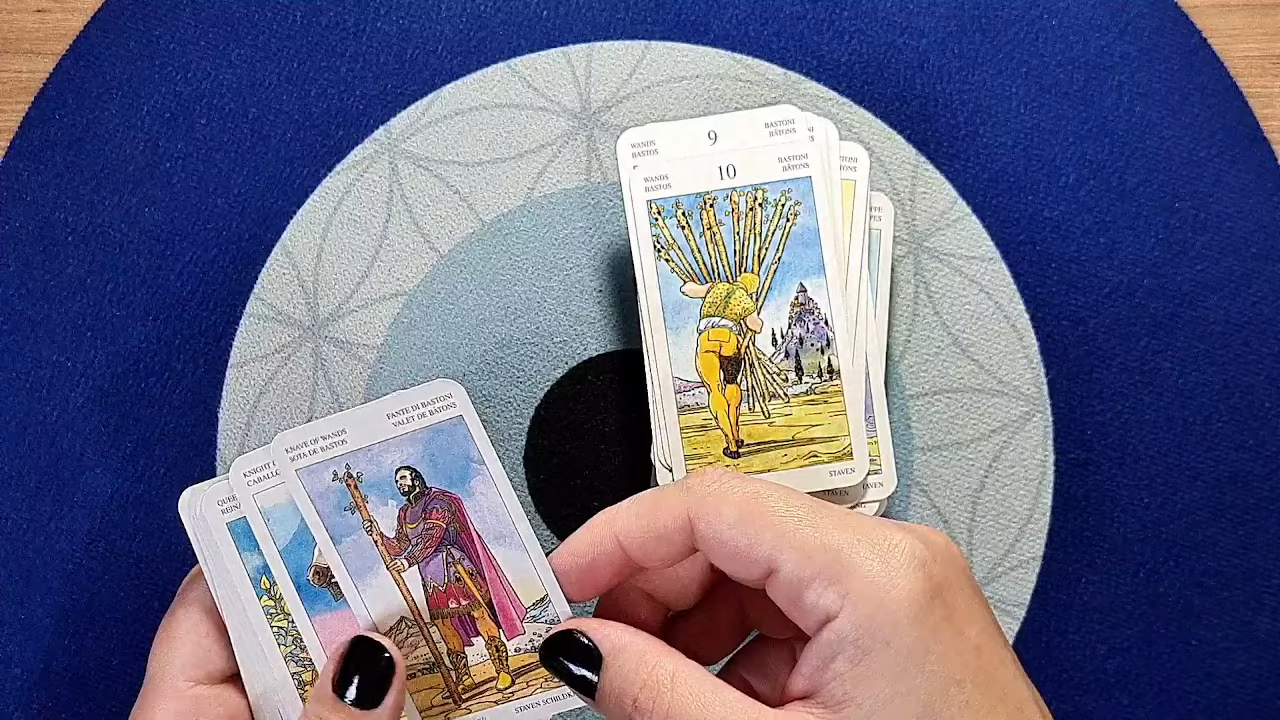 9
WANDS
BASTOS
BASTONI
BÂTONS
10
WANDS
BASTOS
BASTONI
BÂTONS
STAVEN
STAVEN
KNAVE OF WANDS
SOTA DE BASTOS
FANTE DI BASTONI
VALET DE BÂTONS
KNIGHT